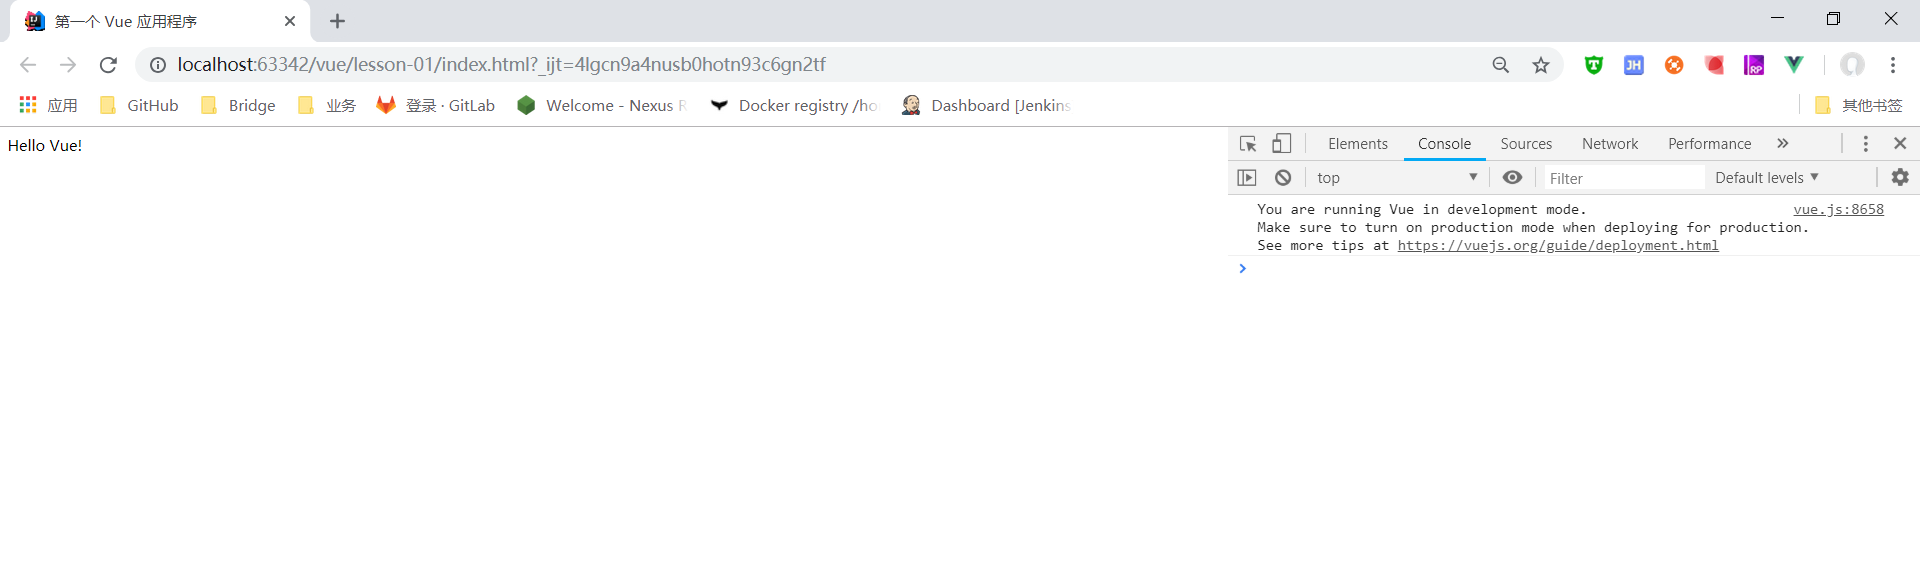 第一个 Vue 应用程序
localhost:63342/vue/lesson-01/index.html?_ijt=4lgcn9a4nusb0hotn93c6gn2tf
JH
RP
应用 GitHub Bridge 业务 登录 · GitLab Welcome - Nexus R Docker registry /ho Dashboard [Jenkins 其他书签
Hello Vue!
Elements Console Sources Network Performance »
top Filter Default levels
You are running Vue in development mode. vue.js:8658
Make sure to turn on production mode when deploying for production.
See more tips at https://vuejs.org/guide/deployment.html